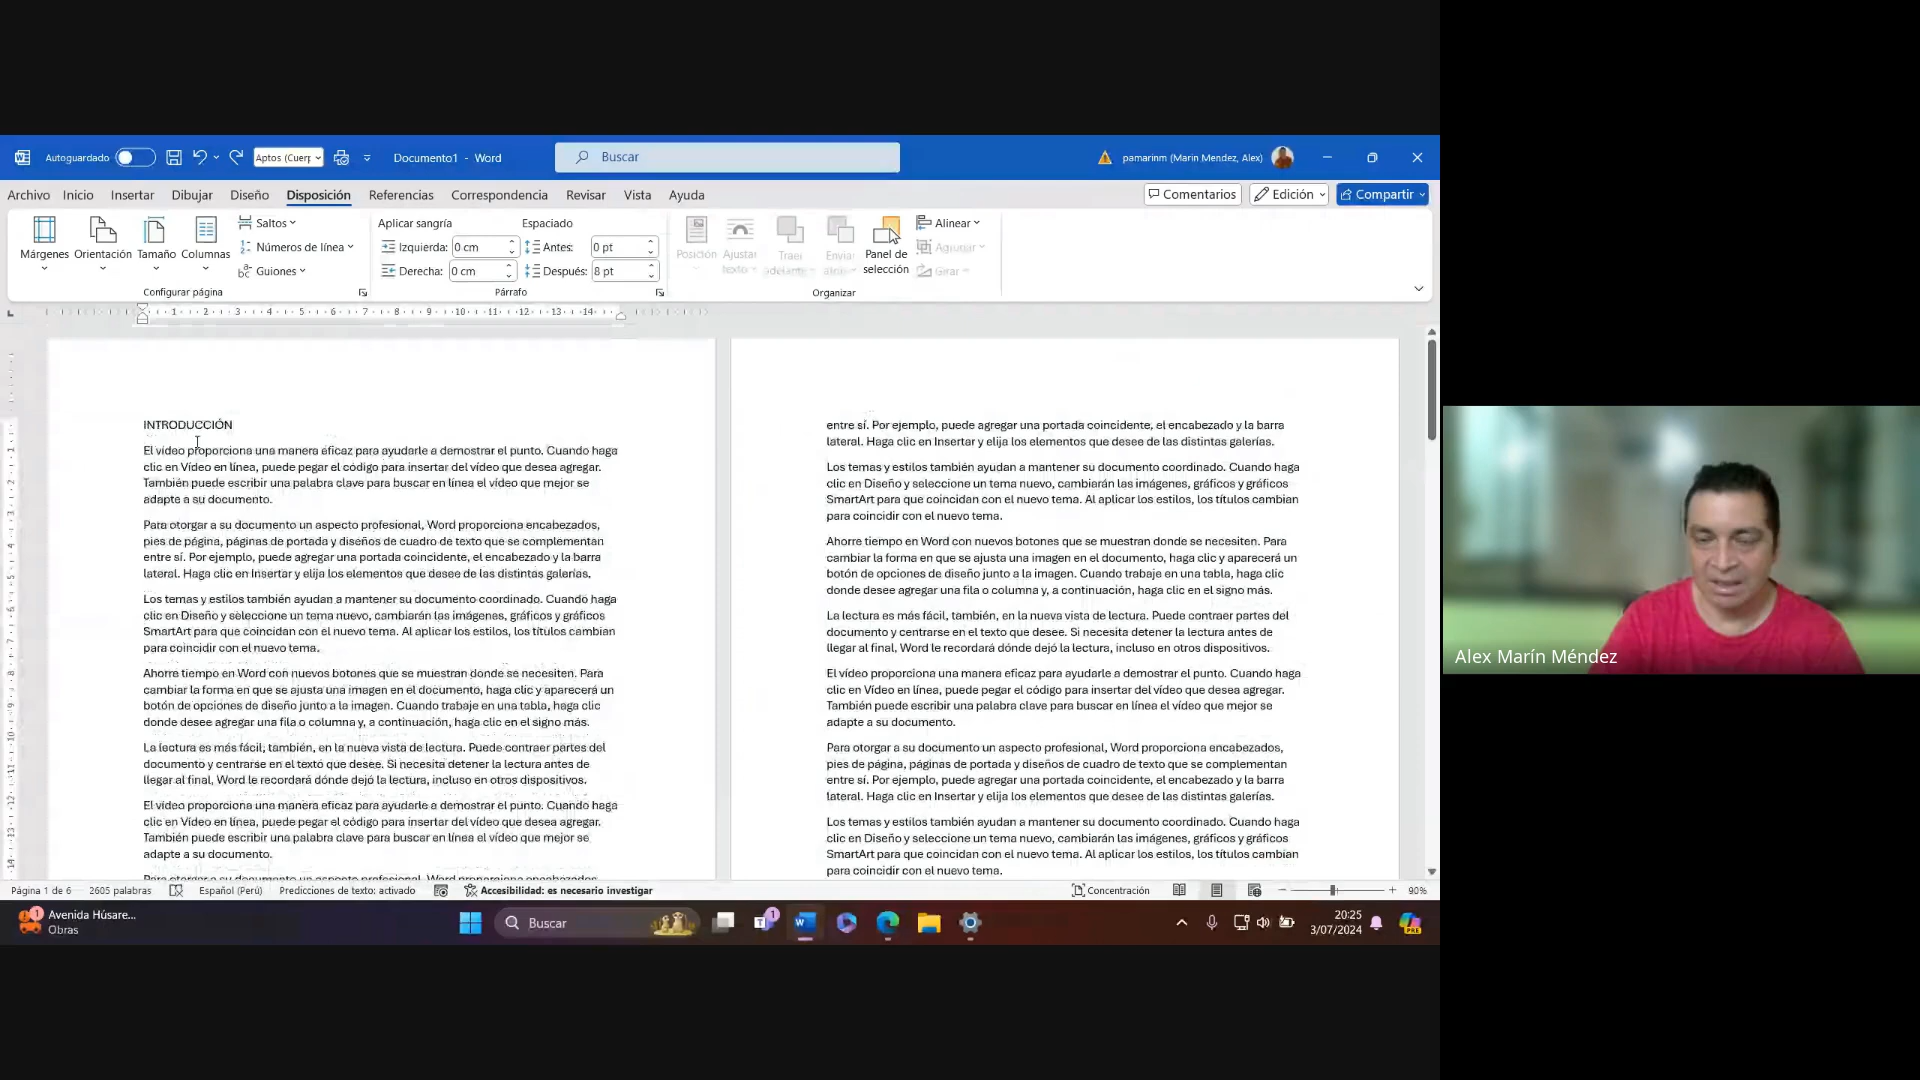 Autoguardado
Aptos (Cuerp
Documento1 - Word
Buscar
pamarinm (Marin Mendez, Alex)
Archivo Inicio Insertar Dibujar Diseño Disposición Referencias Correspondencia Revisar Vista Ayuda
Comentarios Edición Compartir
Márgenes Orientación Tamaño Columnas
Saltos
Números de línea
Guiones
Configurar página
Aplicar sangría Espaciado
Izquierda: 0 cm Antes: 0 pt
Derecha: 0 cm Después: 8 pt
Párrafo
Posición Ajustar texto Traer adelante Enviar atrás Panel de selección
Alinear
Agrupar
Girar
Organizar
1 2 3 4 5 6 7 8 9 10 11 12 13 14
INTRODUCCIÓN
El vídeo proporciona una manera eficaz para ayudarle a demostrar el punto. Cuando haga
clic en Vídeo en línea, puede pegar el código para insertar del vídeo que desea agregar.
También puede escribir una palabra clave para buscar en línea el vídeo que mejor se
adapte a su documento.
Para otorgar a su documento un aspecto profesional, Word proporciona encabezados,
pies de página, páginas de portada y diseños de cuadro de texto que se complementan
entre sí. Por ejemplo, puede agregar una portada coincidente, el encabezado y la barra
lateral. Haga clic en Insertar y elija los elementos que desee de las distintas galerías.
Los temas y estilos también ayudan a mantener su documento coordinado. Cuando haga
clic en Diseño y seleccione un tema nuevo, cambiarán las imágenes, gráficos y gráficos
SmartArt para que coincidan con el nuevo tema. Al aplicar los estilos, los títulos cambian
para coincidir con el nuevo tema.
Ahorre tiempo en Word con nuevos botones que se muestran donde se necesiten. Para
cambiar la forma en que se ajusta una imagen en el documento, haga clic y aparecerá un
botón de opciones de diseño junto a la imagen. Cuando trabaje en una tabla, haga clic
donde desee agregar una fila o columna y, a continuación, haga clic en el signo más.
La lectura es más fácil, también, en la nueva vista de lectura. Puede contraer partes del
documento y centrarse en el texto que desee. Si necesita detener la lectura antes de
llegar al final, Word le recordará dónde dejó la lectura, incluso en otros dispositivos.
El vídeo proporciona una manera eficaz para ayudarle a demostrar el punto. Cuando haga
clic en Vídeo en línea, puede pegar el código para insertar del vídeo que desea agregar.
También puede escribir una palabra clave para buscar en línea el vídeo que mejor se
adapte a su documento.
Para otorgar a su documento un aspecto profesional, Word proporciona encabezados,
entre sí. Por ejemplo, puede agregar una portada coincidente, el encabezado y la barra
lateral. Haga clic en Insertar y elija los elementos que desee de las distintas galerías.
Los temas y estilos también ayudan a mantener su documento coordinado. Cuando haga
clic en Diseño y seleccione un tema nuevo, cambiarán las imágenes, gráficos y gráficos
SmartArt para que coincidan con el nuevo tema. Al aplicar los estilos, los títulos cambian
para coincidir con el nuevo tema.
Ahorre tiempo en Word con nuevos botones que se muestran donde se necesiten. Para
cambiar la forma en que se ajusta una imagen en el documento, haga clic y aparecerá un
botón de opciones de diseño junto a la imagen. Cuando trabaje en una tabla, haga clic
donde desee agregar una fila o columna y, a continuación, haga clic en el signo más.
La lectura es más fácil, también, en la nueva vista de lectura. Puede contraer partes del
documento y centrarse en el texto que desee. Si necesita detener la lectura antes de
llegar al final, Word le recordará dónde dejó la lectura, incluso en otros dispositivos.
El vídeo proporciona una manera eficaz para ayudarle a demostrar el punto. Cuando haga
clic en Vídeo en línea, puede pegar el código para insertar del vídeo que desea agregar.
También puede escribir una palabra clave para buscar en línea el vídeo que mejor se
adapte a su documento.
Para otorgar a su documento un aspecto profesional, Word proporciona encabezados,
pies de página, páginas de portada y diseños de cuadro de texto que se complementan
entre sí. Por ejemplo, puede agregar una portada coincidente, el encabezado y la barra
lateral. Haga clic en Insertar y elija los elementos que desee de las distintas galerías.
Los temas y estilos también ayudan a mantener su documento coordinado. Cuando haga
clic en Diseño y seleccione un tema nuevo, cambiarán las imágenes, gráficos y gráficos
SmartArt para que coincidan con el nuevo tema. Al aplicar los estilos, los títulos cambian
para coincidir con el nuevo tema.
Página 1 de 6 2605 palabras Español (Perú) Predicciones de texto: activado Accesibilidad: es necesario investigar Concentración 90%
Avenida Húsare...
Obras
Buscar
20:25
3/07/2024
Alex Marín Méndez